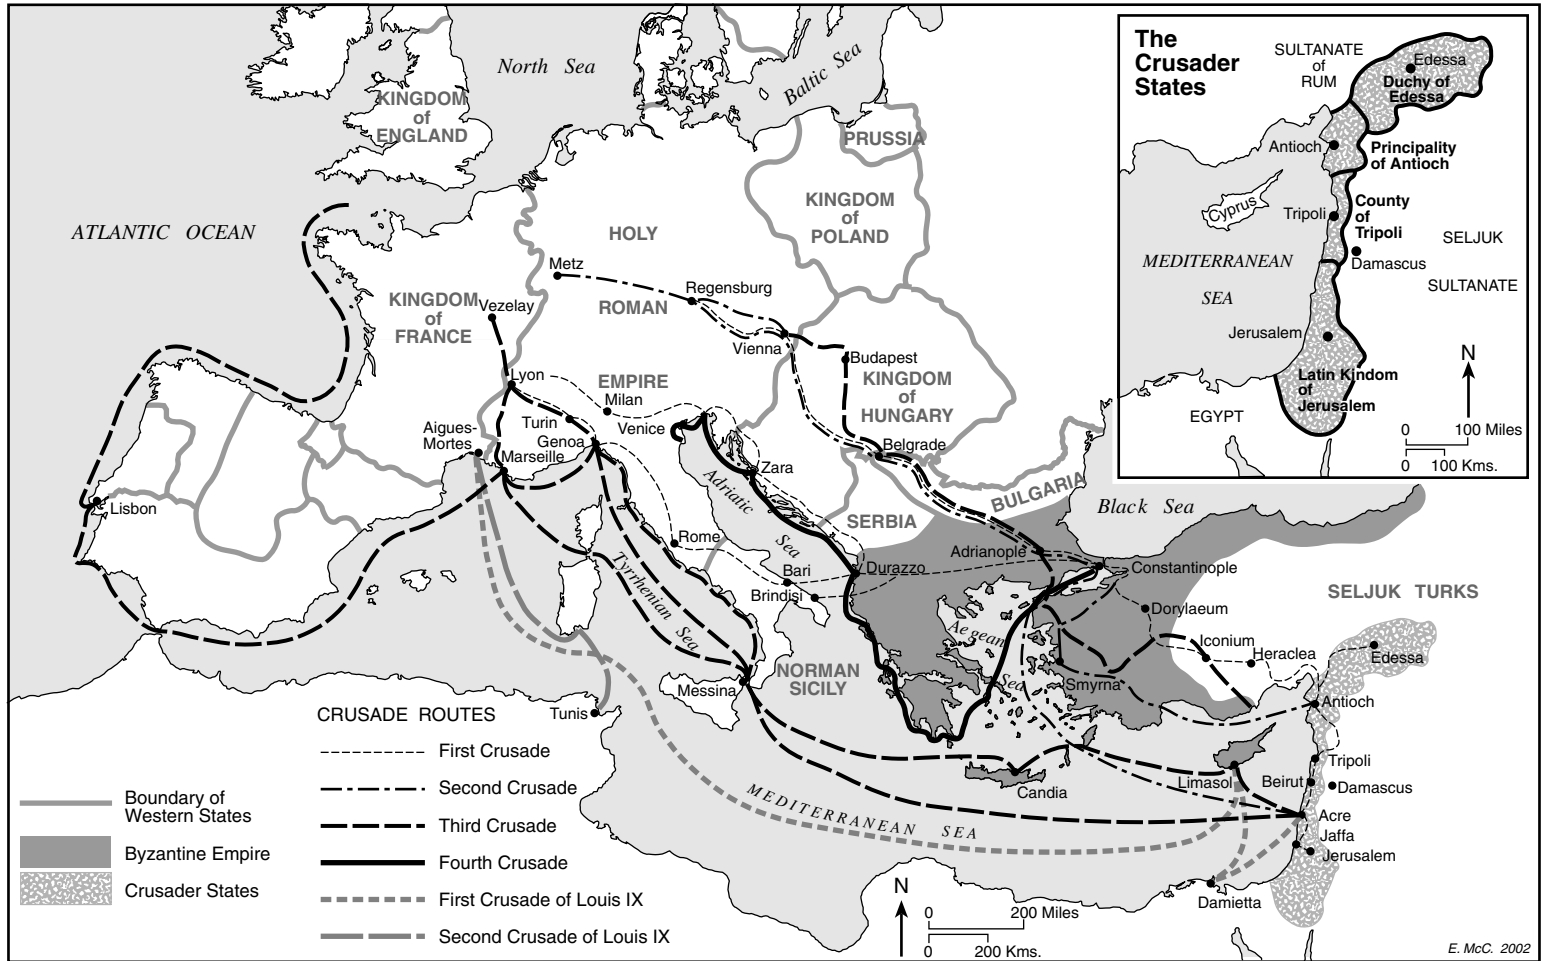 North Sea
Baltic Sea
KINGDOM
of
ENGLAND
PRUSSIA
ATLANTIC OCEAN
KINGDOM
of
POLAND
HOLY
Metz
Regensburg
KINGDOM
of
FRANCE
Vezelay
ROMAN
Vienna
Budapest
Lyon
EMPIRE
Milan
KINGDOM
of
HUNGARY
Turin
Venice
Genoa
Aigues-
Mortes
Marseille
Belgrade
Zara
BULGARIA
Lisbon
Adriatic
Sea
SERBIA
Black Sea
Rome
Adrianople
Constantinople
Tyrrhenian Sea
Bari
Durazzo
Brindisi
Dorylaeum
SELJUK TURKS
Aegean
Sea
Iconium
Heraclea
Edessa
NORMAN
SICILY
Smyrna
Messina
Tunis
Antioch
Tripoli
Limasol
Beirut
Damascus
Candia
MEDITERRANEAN SEA
Acre
Jaffa
Jerusalem
Damietta
CRUSADE ROUTES
First Crusade
Second Crusade
Third Crusade
Fourth Crusade
First Crusade of Louis IX
Second Crusade of Louis IX
Boundary of
Western States
Byzantine Empire
Crusader States
N
0 200 Miles
0 200 Kms.
E. McC. 2002
The
Crusader
States
SULTANATE
of
RUM
Edessa
Duchy of
Edessa
Antioch
Principality
of Antioch
Cyprus
Tripoli
County
of
Tripoli
SELJUK
Damascus
MEDITERRANEAN
SEA
SULTANATE
Jerusalem
N
Latin Kindom
of
Jerusalem
EGYPT
0 100 Miles
0 100 Kms.